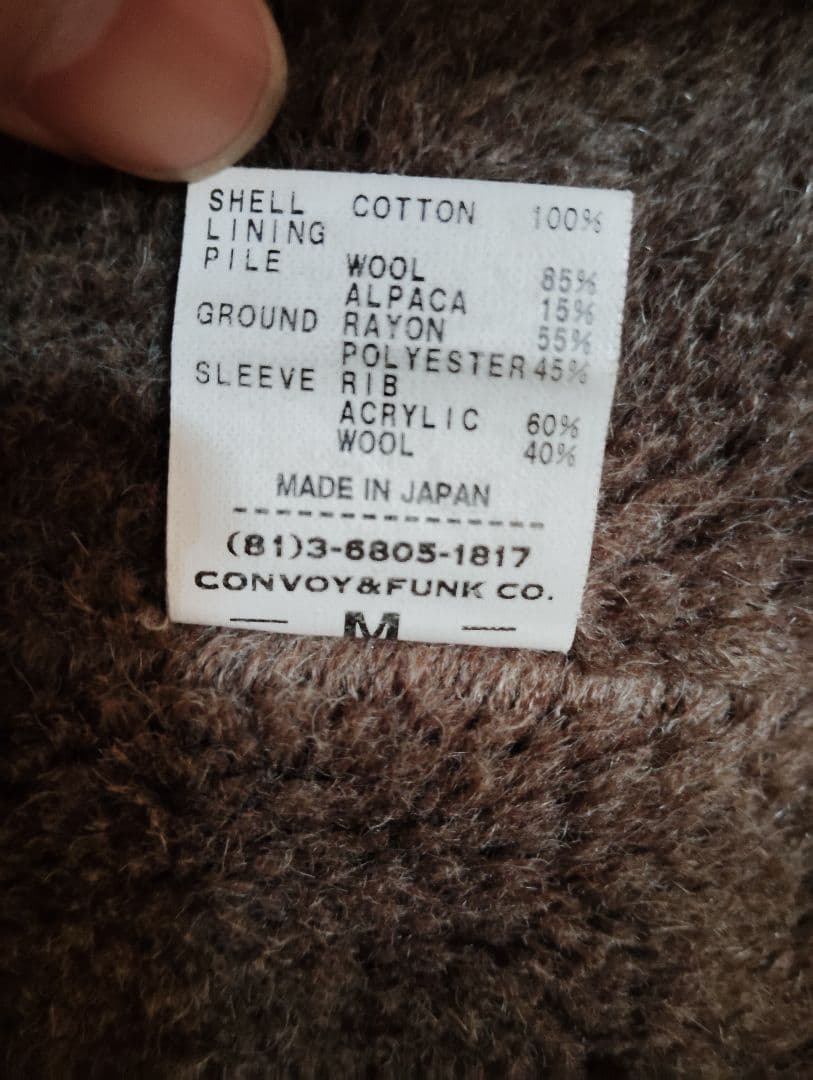 SHELL COTTON 100%
LINING
PILE WOOL 85%
ALPACA 15%
GROUND RAYON 55%
POLYESTER 45%
SLEEVE RIB
ACRYLIC 60%
WOOL 40%
MADE IN JAPAN
(81)3-6805-1817
CONVOY&FUNK CO.
M